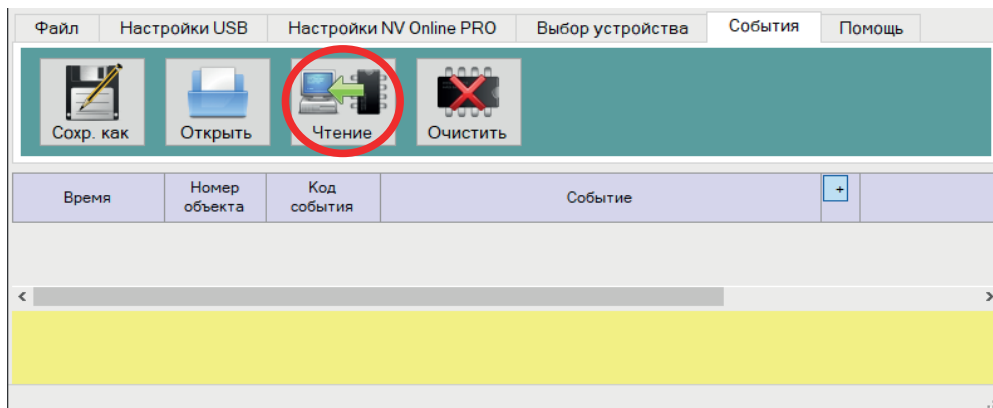 Файл Настройки USB Настройки NV Online PRO Выбор устройства События Помощь
Сохр. как Открыть Чтение Очистить
Время Номер объекта Код события Событие +